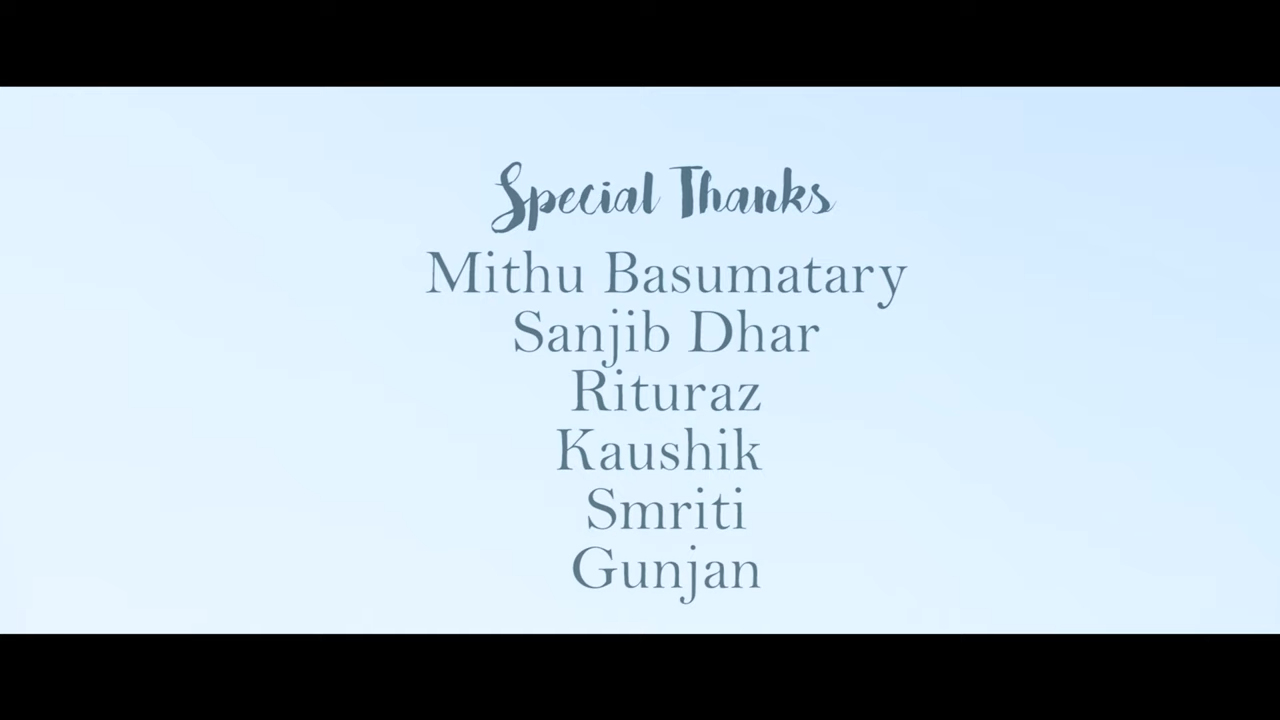 Special Thanks
Mithu Basumatary
Sanjib Dhar
Rituraz
Kaushik
Smriti
Gunjan